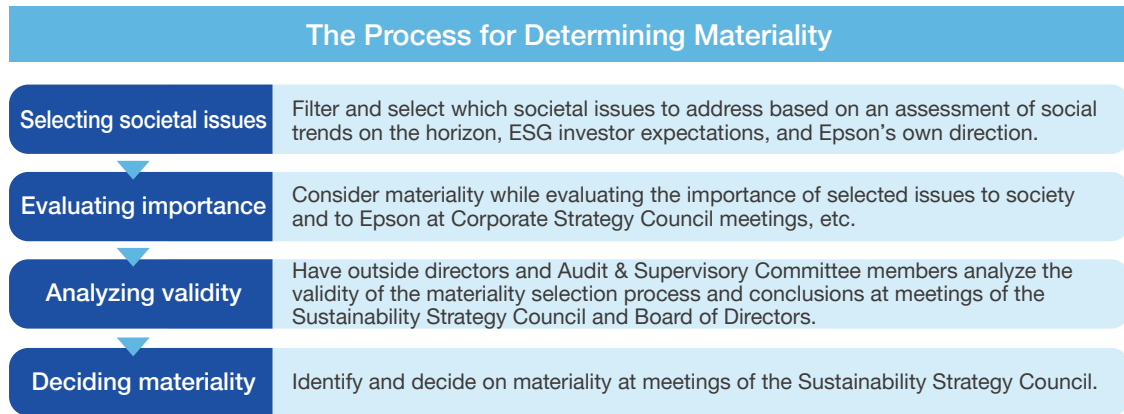 The Process for Determining Materiality
Selecting societal issues
Filter and select which societal issues to address based on an assessment of social
trends on the horizon, ESG investor expectations, and Epson's own direction.
Evaluating importance
Consider materiality while evaluating the importance of selected issues to society
and to Epson at Corporate Strategy Council meetings, etc.
Analyzing validity
Have outside directors and Audit & Supervisory Committee members analyze the
validity of the materiality selection process and conclusions at meetings of the
Sustainability Strategy Council and Board of Directors.
Deciding materiality
Identify and decide on materiality at meetings of the Sustainability Strategy Council.